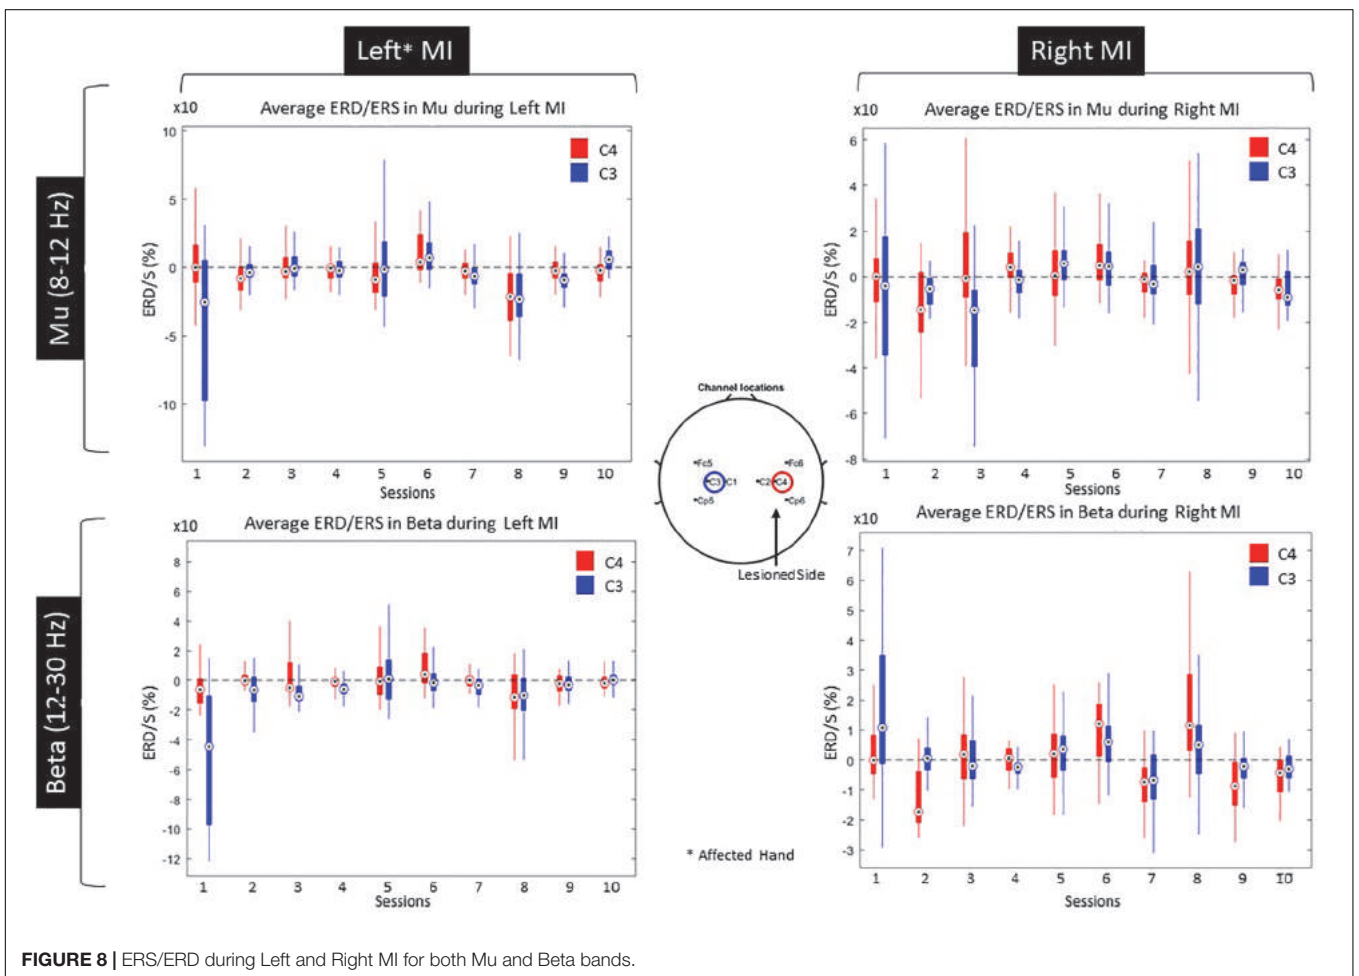 Left* MI
Right MI
Mu (8-12 Hz)
x10
Average ERD/ERS in Mu during Left MI
C4
C3
10
5
0
-5
-10
ERD/S (%)
1 2 3 4 5 6 7 8 9 10
Sessions
x10
Average ERD/ERS in Mu during Right MI
C4
C3
6
4
2
0
-2
-4
-6
-8
ERD/S (%)
1 2 3 4 5 6 7 8 9 10
Sessions
Channel locations
Fc5 Fc6
C3 C1 C2 C4
Cp5 Cp6
Lesioned Side
Beta (12-30 Hz)
x10
Average ERD/ERS in Beta during Left MI
C4
C3
8
6
4
2
0
-2
-4
-6
-8
-10
-12
ERD/S (%)
1 2 3 4 5 6 7 8 9 10
Sessions
x10
Average ERD/ERS in Beta during Right MI
C4
C3
7
6
5
4
3
2
1
0
-1
-2
-3
ERD/S (%)
1 2 3 4 5 6 7 8 9 10
Sessions
* Affected Hand
FIGURE 8 | ERS/ERD during Left and Right MI for both Mu and Beta bands.